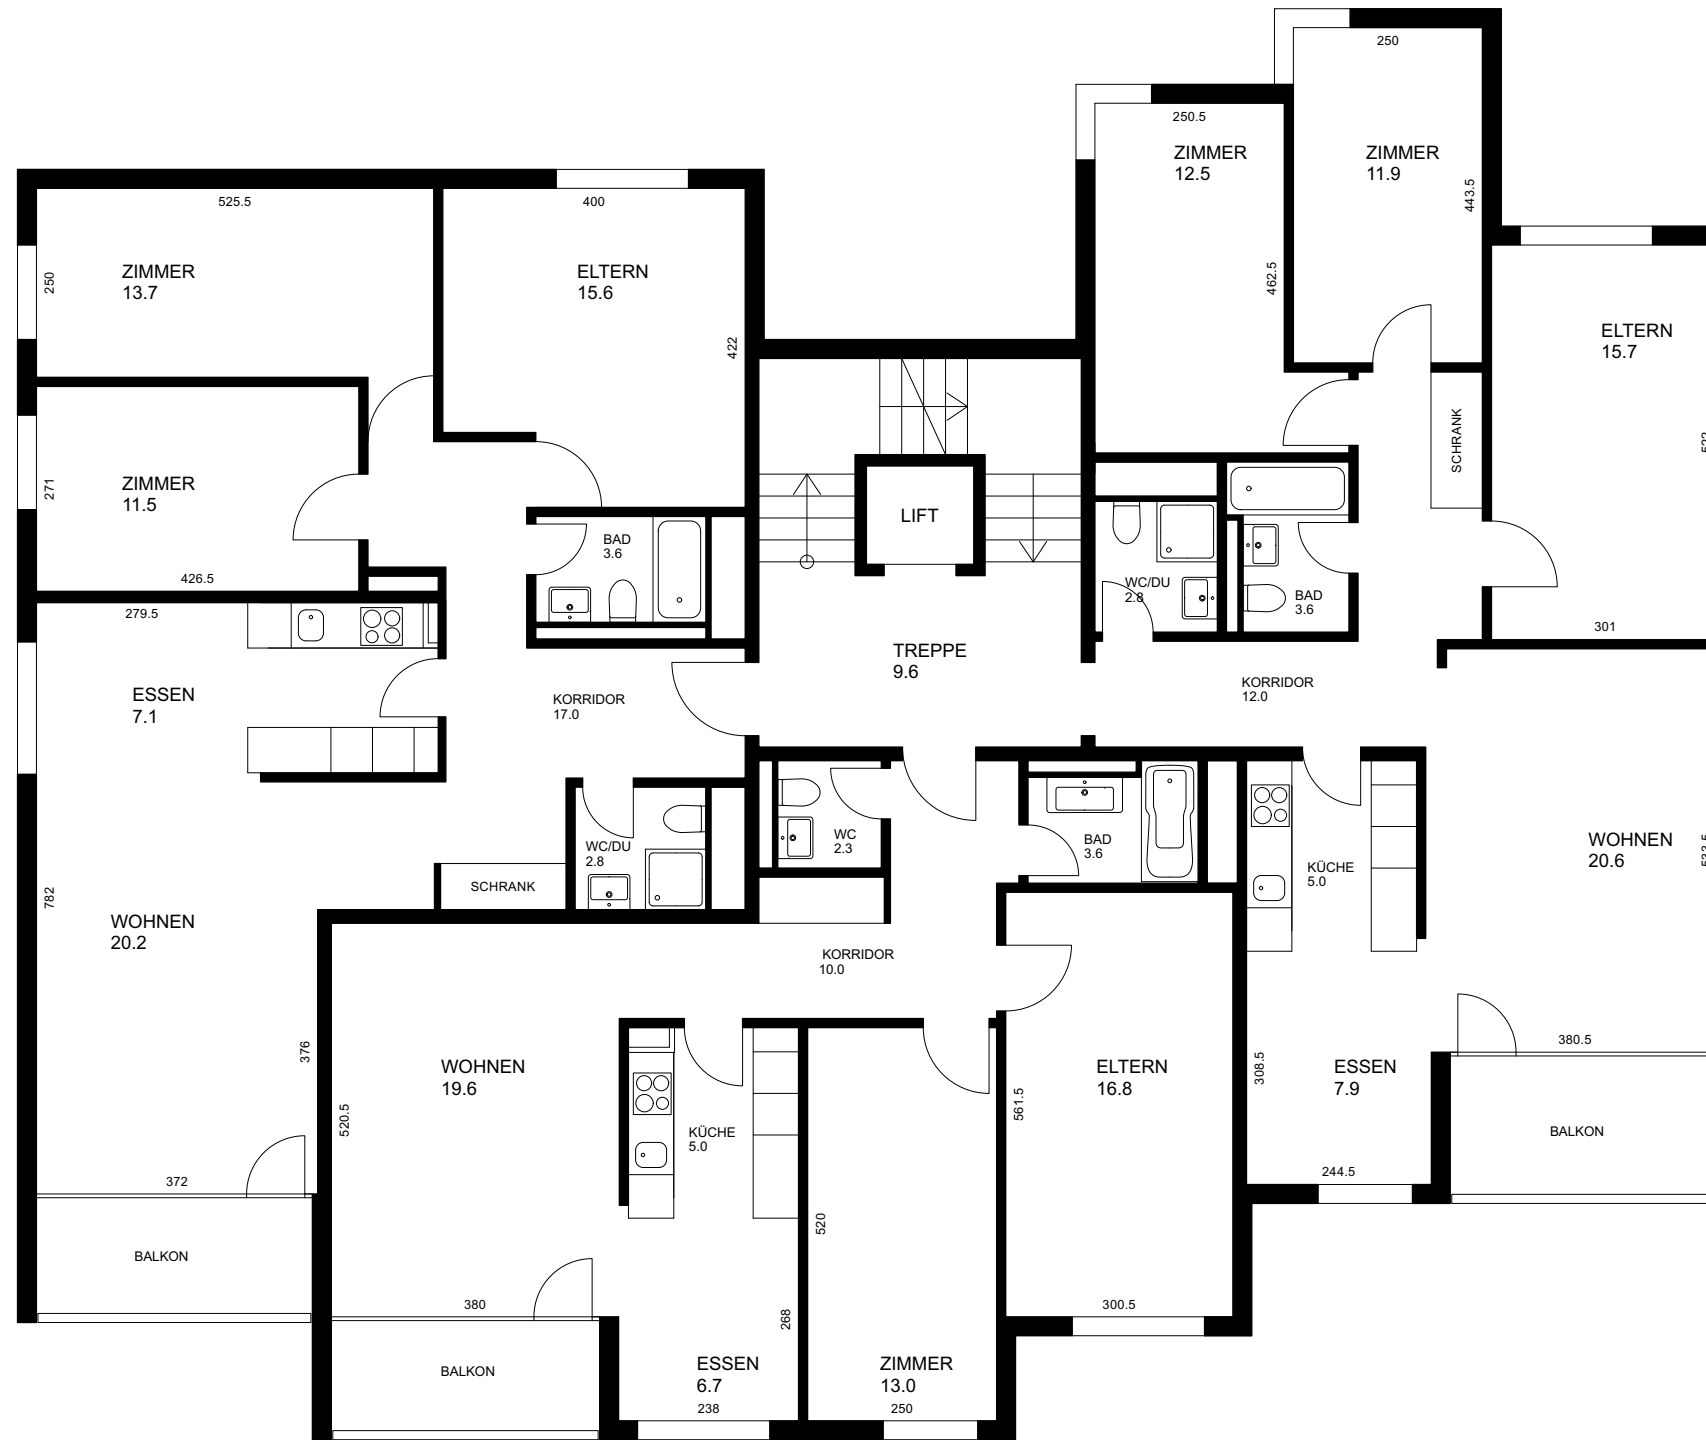 250
250.5
ZIMMER
12.5
ZIMMER
11.9
443.5
525.5
400
ZIMMER
13.7
250
ELTERN
15.6
422
462.5
ELTERN
15.7
SCHRANK
ZIMMER
11.5
271
426.5
LIFT
BAD
3.6
WC/DU
2.8
BAD
3.6
301
279.5
ESSEN
7.1
KORRIDOR
17.0
TREPPE
9.6
KORRIDOR
12.0
WC/DU
2.8
WC
2.3
BAD
3.6
KÜCHE
5.0
WOHNEN
20.6
SCHRANK
782
WOHNEN
20.2
KORRIDOR
10.0
376
WOHNEN
19.6
520.5
KÜCHE
5.0
561.5
ELTERN
16.8
308.5
ESSEN
7.9
380.5
BALKON
244.5
372
BALKON
520
380
268
300.5
BALKON
ESSEN
6.7
238
ZIMMER
13.0
250